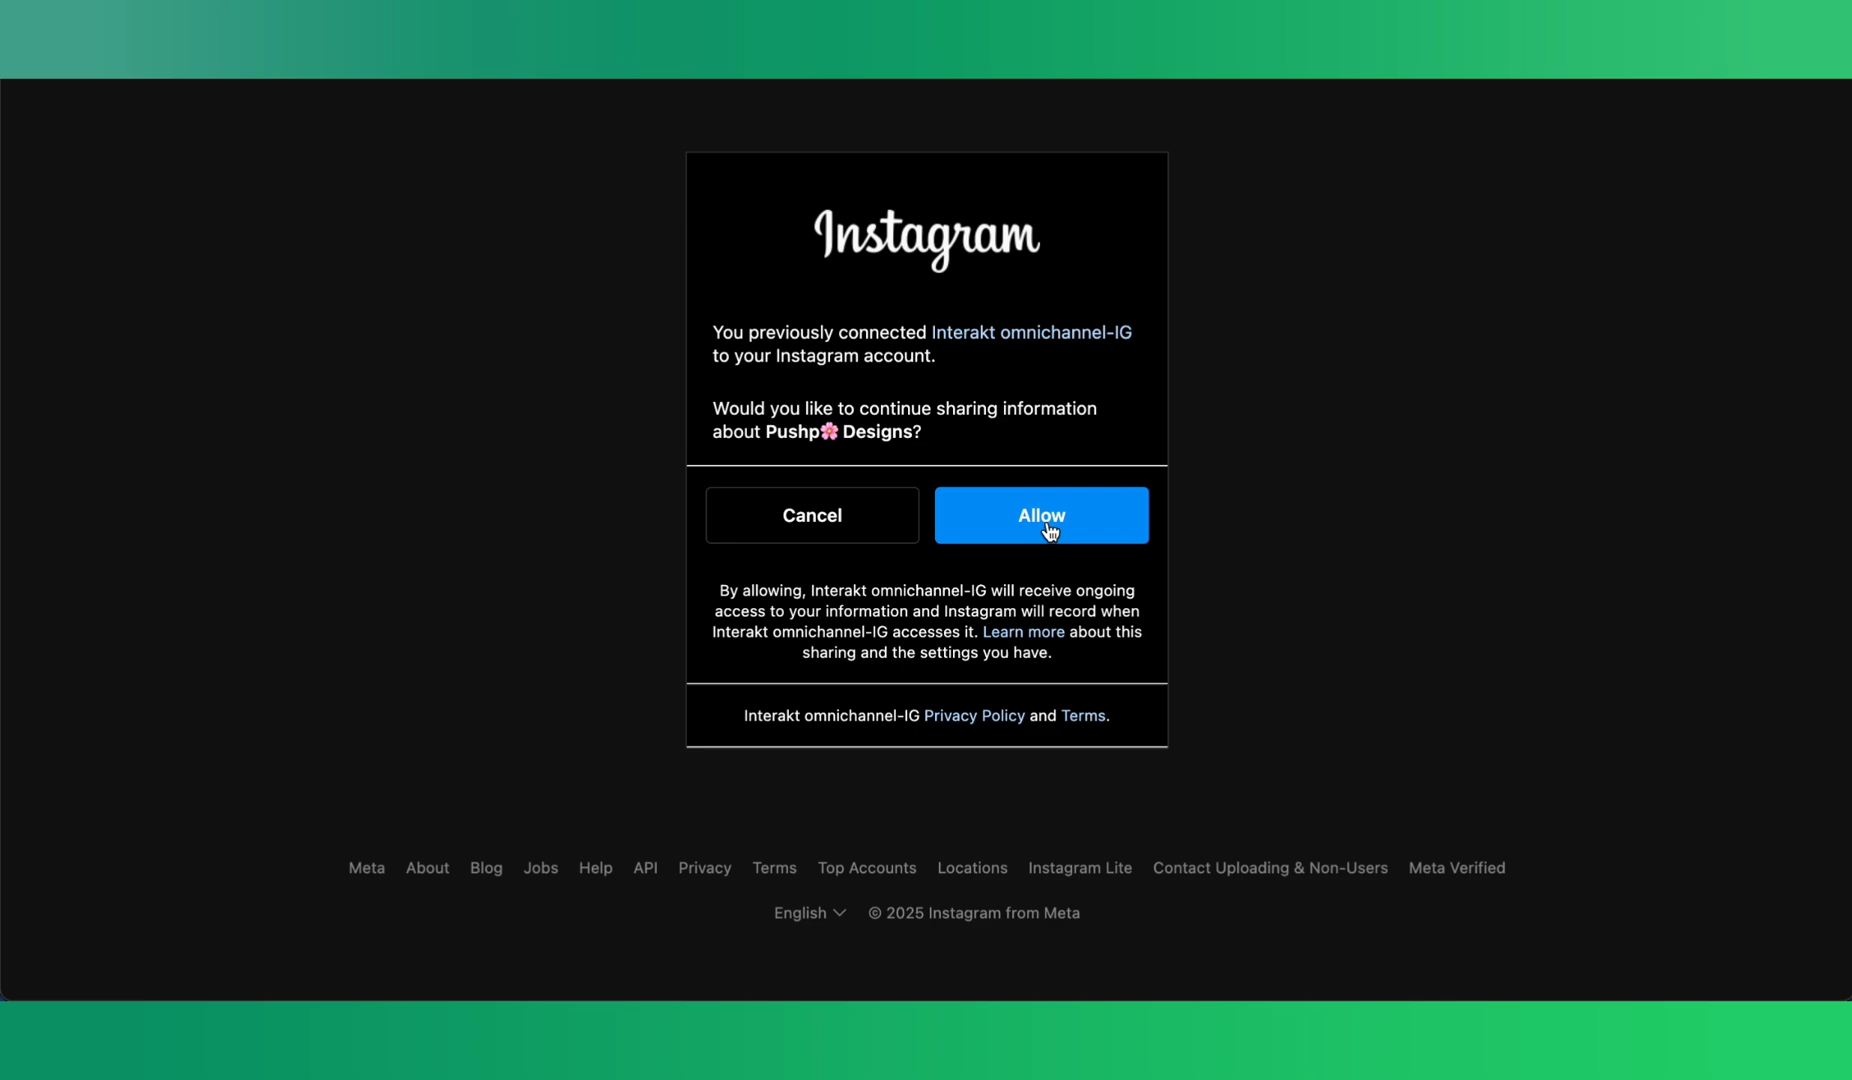 Instagram
You previously connected Interakt omnichannel-IG
to your Instagram account.
Would you like to continue sharing information
about Pushp🌸 Designs?
Cancel
Allow
By allowing, Interakt omnichannel-IG will receive ongoing
access to your information and Instagram will record when
Interakt omnichannel-IG accesses it. Learn more about this
sharing and the settings you have.
Interakt omnichannel-IG Privacy Policy and Terms.
Meta About Blog Jobs Help API Privacy Terms Top Accounts Locations Instagram Lite Contact Uploading & Non-Users Meta Verified
English © 2025 Instagram from Meta